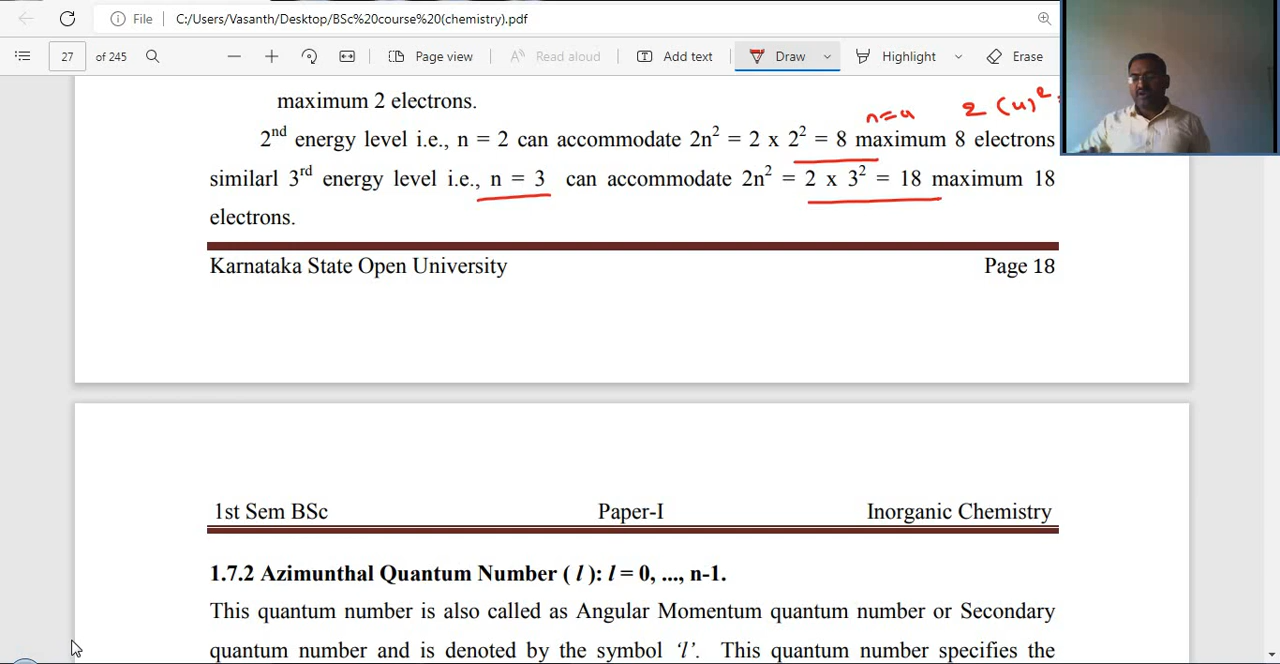 File C:/Users/Vasanth/Desktop/BSc%20course%20(chemistry).pdf
27 of 245 Page view Read aloud Add text Draw Highlight Erase
maximum 2 electrons.
n=4 2 (4)² =
2nd energy level i.e., n = 2 can accommodate 2n² = 2 x 2² = 8 maximum 8 electrons
similarl 3rd energy level i.e., n = 3 can accommodate 2n² = 2 x 3² = 18 maximum 18
electrons.
Karnataka State Open University Page 18
1st Sem BSc Paper-I Inorganic Chemistry
1.7.2 Azimunthal Quantum Number ( l ): l = 0, ..., n-1.
This quantum number is also called as Angular Momentum quantum number or Secondary
quantum number and is denoted by the symbol ‘l’. This quantum number specifies the